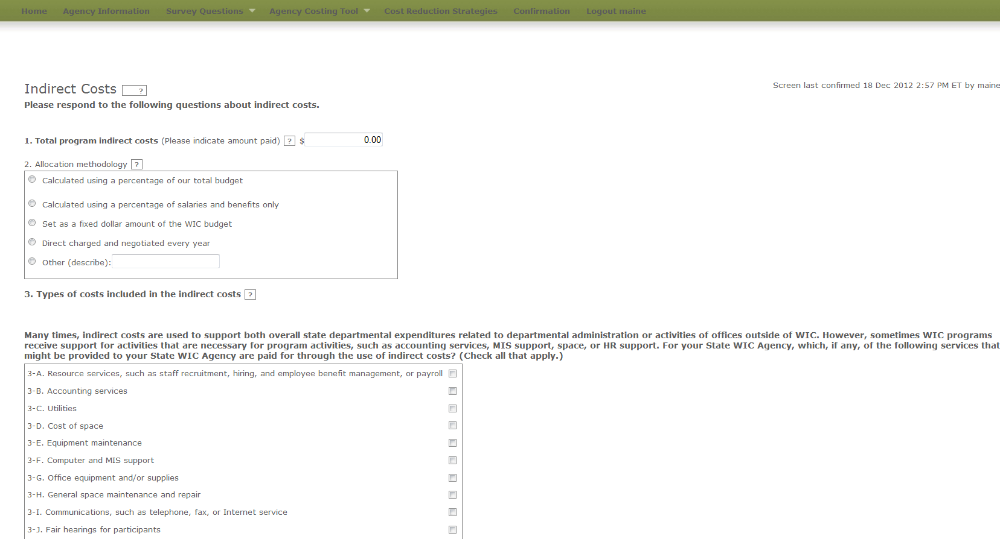 Home Agency Information Survey Questions Agency Costing Tool Cost Reduction Strategies Confirmation Logout maine
Indirect Costs ?
Screen last confirmed 18 Dec 2012 2:57 PM ET by maine
Please respond to the following questions about indirect costs.
1. Total program indirect costs (Please indicate amount paid) ? $ 0.00
2. Allocation methodology ?
Calculated using a percentage of our total budget
Calculated using a percentage of salaries and benefits only
Set as a fixed dollar amount of the WIC budget
Direct charged and negotiated every year
Other (describe):
3. Types of costs included in the indirect costs ?
Many times, indirect costs are used to support both overall state departmental expenditures related to departmental administration or activities of offices outside of WIC. However, sometimes WIC programs
receive support for activities that are necessary for program activities, such as accounting services, MIS support, space, or HR support. For your State WIC Agency, which, if any, of the following services that
might be provided to your State WIC Agency are paid for through the use of indirect costs? (Check all that apply.)
3-A. Resource services, such as staff recruitment, hiring, and employee benefit management, or payroll
3-B. Accounting services
3-C. Utilities
3-D. Cost of space
3-E. Equipment maintenance
3-F. Computer and MIS support
3-G. Office equipment and/or supplies
3-H. General space maintenance and repair
3-I. Communications, such as telephone, fax, or Internet service
3-J. Fair hearings for participants